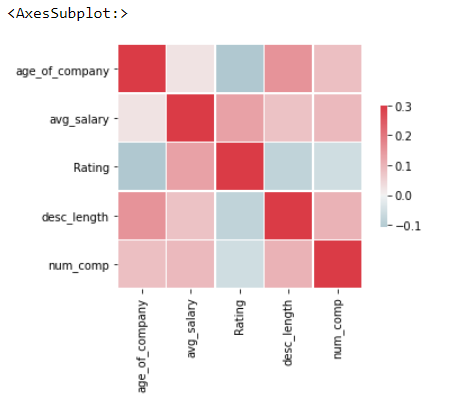 <AxesSubplot:>
age_of_company
avg_salary
Rating
desc_length
num_comp
0.3
0.2
0.1
0.0
−0.1
age_of_company
avg_salary
Rating
desc_length
num_comp